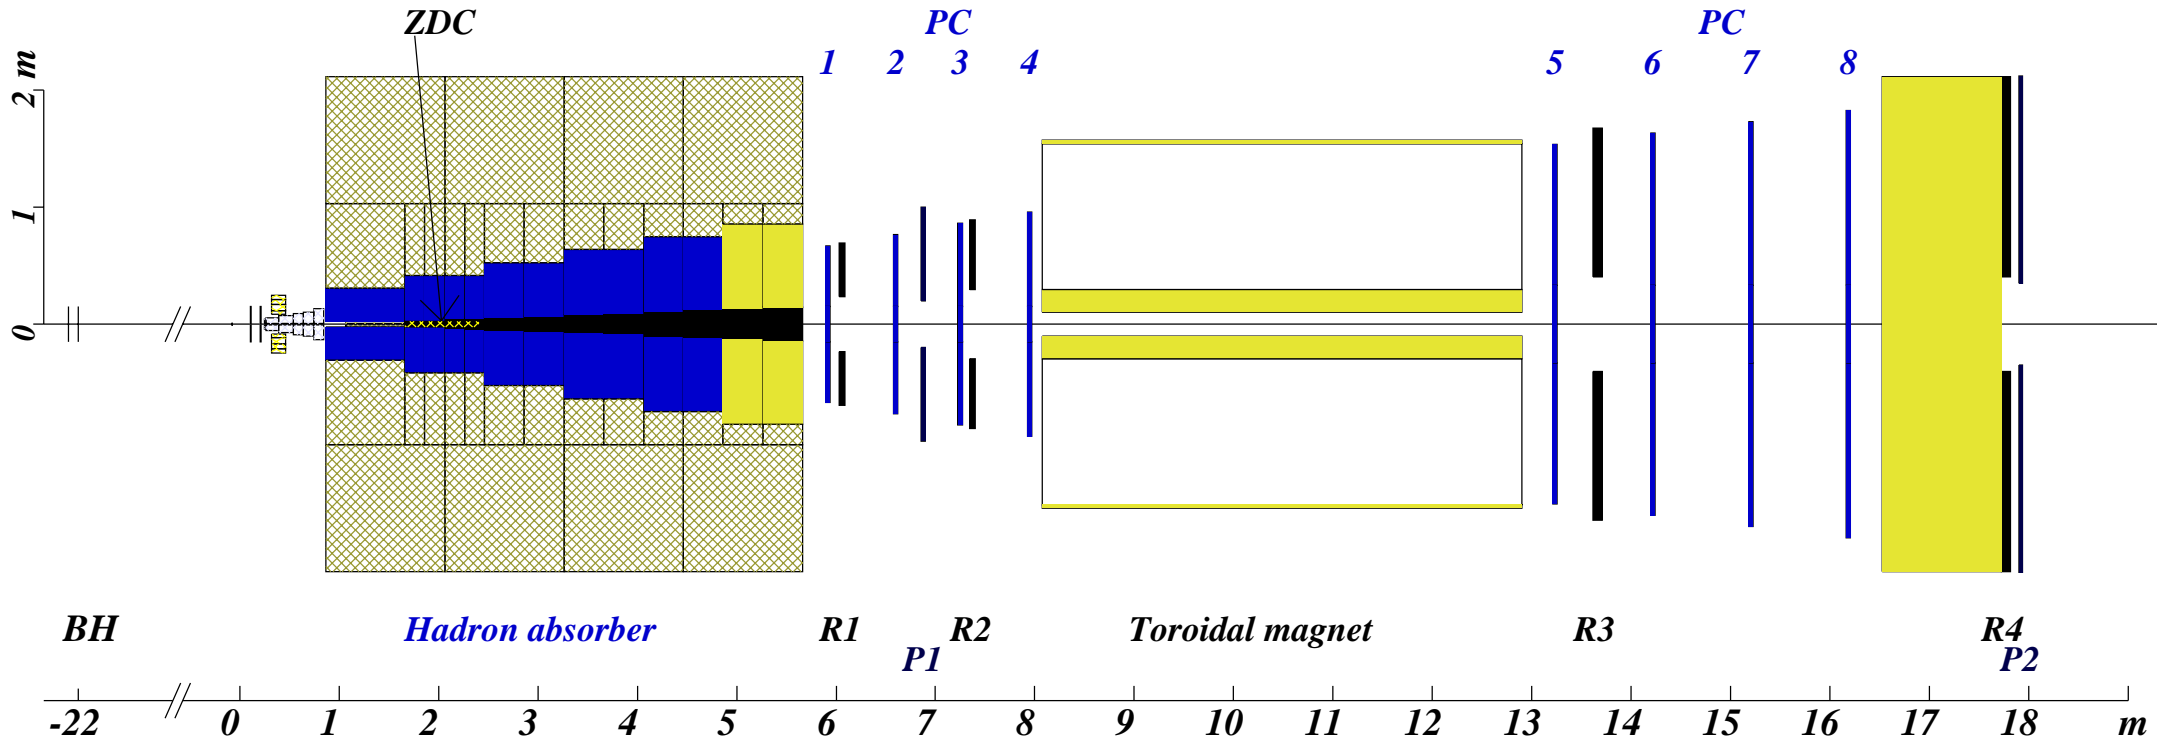 ZDC PC PC
1 2 3 4 5 6 7 8
2 m
1
0
BH Hadron absorber R1 R2 Toroidal magnet R3 R4
P1 P2
-22 0 1 2 3 4 5 6 7 8 9 10 11 12 13 14 15 16 17 18 m